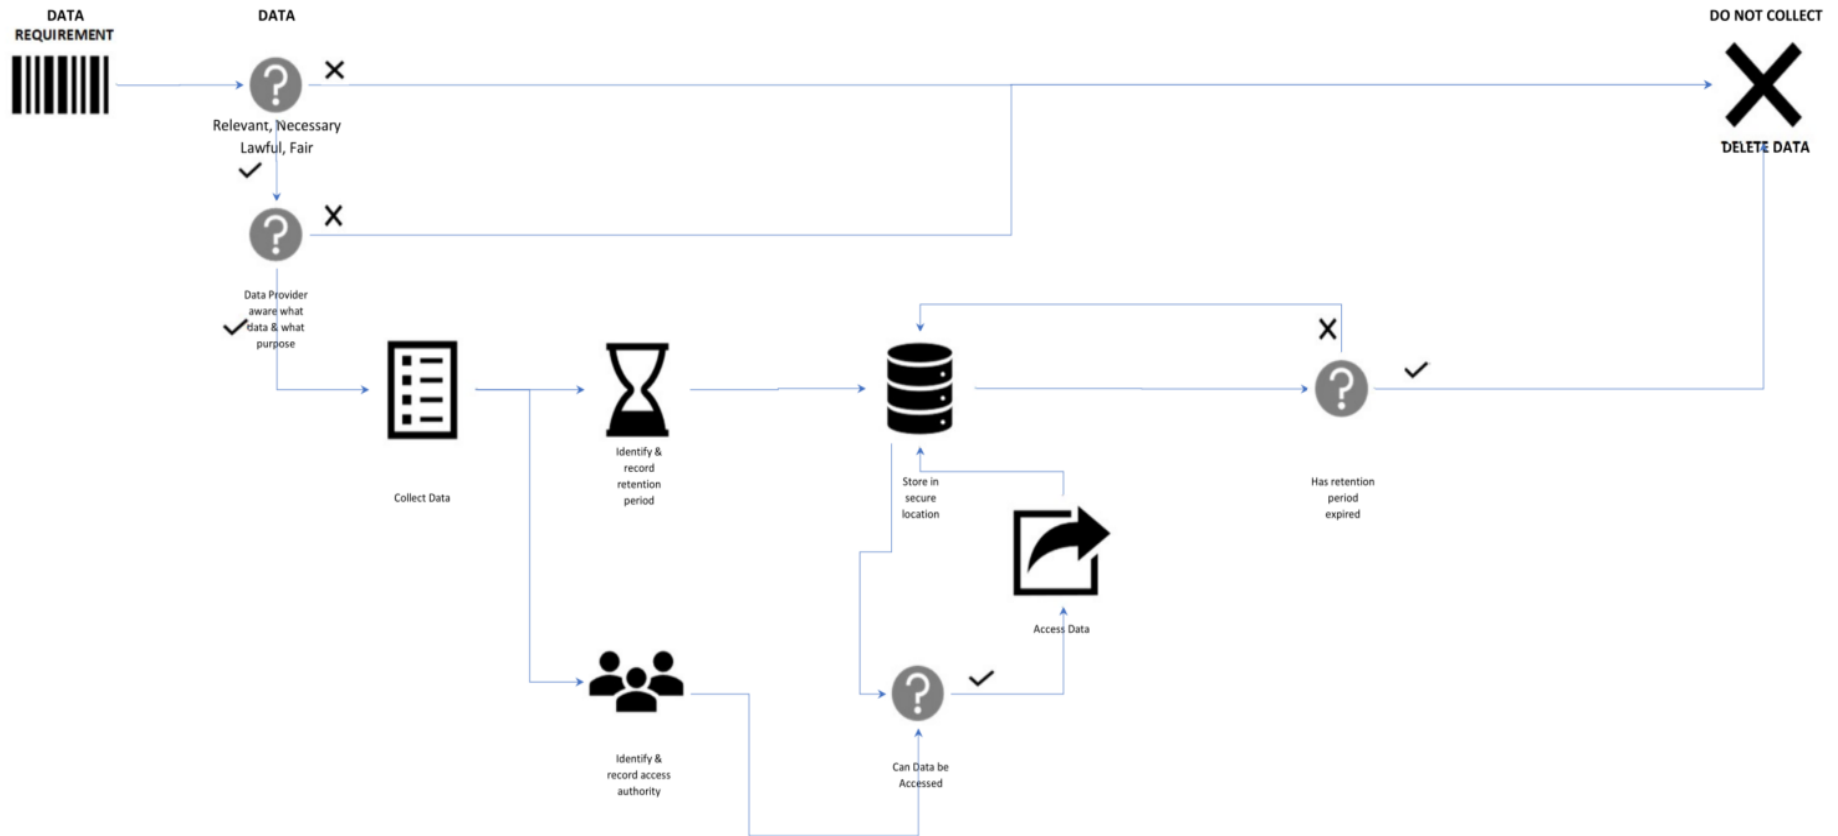 DATA
REQUIREMENT
DATA
DO NOT COLLECT
Relevant, Necessary
Lawful, Fair
DELETE DATA
Data Provider
aware what
data & what
purpose
Collect Data
Identify &
record
retention
period
Store in
secure
location
Has retention
period
expired
Access Data
Identify &
record access
authority
Can Data be
Accessed